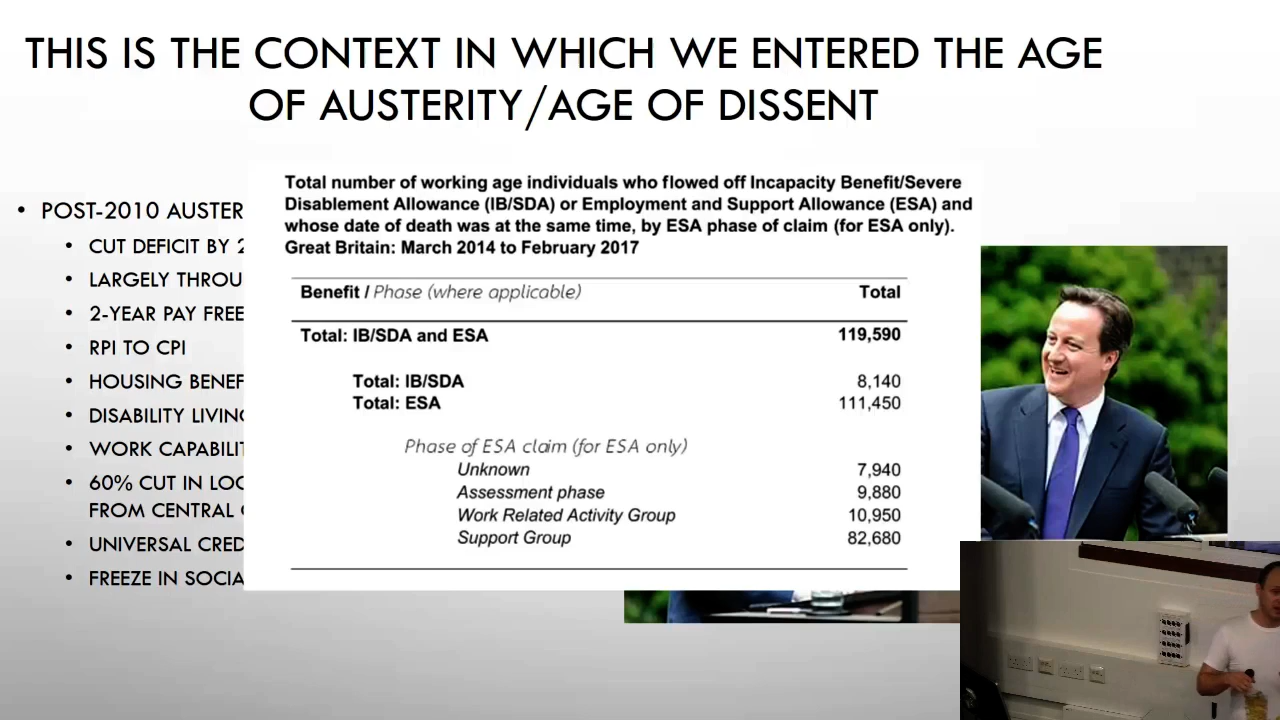 THIS IS THE CONTEXT IN WHICH WE ENTERED THE AGE
OF AUSTERITY/AGE OF DISSENT
• POST-2010 AUSTER
• CUT DEFICIT BY 2
• LARGELY THROU
• 2-YEAR PAY FREE
• RPI TO CPI
• HOUSING BENEF
• DISABILITY LIVING
• WORK CAPABILIT
• 60% CUT IN LOC
FROM CENTRAL
• UNIVERSAL CRED
• FREEZE IN SOCIA
Total number of working age individuals who flowed off Incapacity Benefit/Severe
Disablement Allowance (IB/SDA) or Employment and Support Allowance (ESA) and
whose date of death was at the same time, by ESA phase of claim (for ESA only).
Great Britain: March 2014 to February 2017
Benefit / Phase (where applicable) Total
Total: IB/SDA and ESA 119,590
Total: IB/SDA 8,140
Total: ESA 111,450
Phase of ESA claim (for ESA only)
Unknown 7,940
Assessment phase 9,880
Work Related Activity Group 10,950
Support Group 82,680